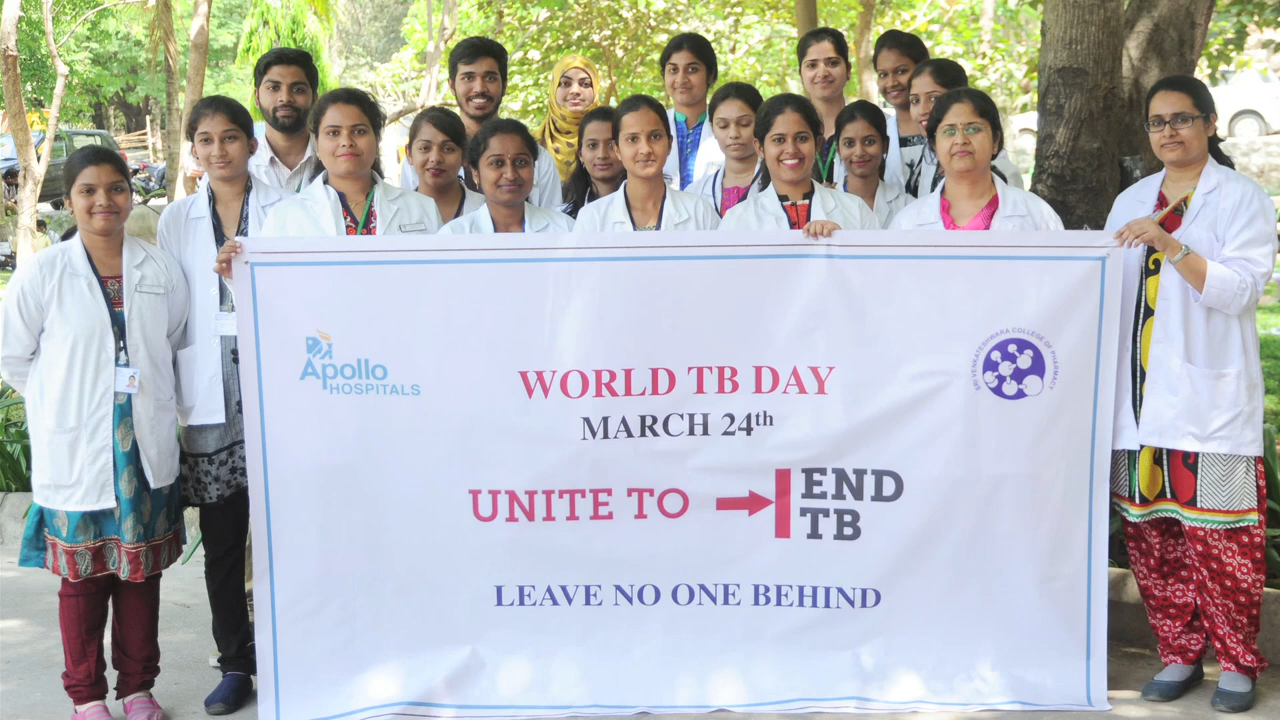 Apollo
HOSPITALS
SRI VENKATESHWARA COLLEGE OF PHARMACY
WORLD TB DAY
MARCH 24th
UNITE TO
END
TB
LEAVE NO ONE BEHIND